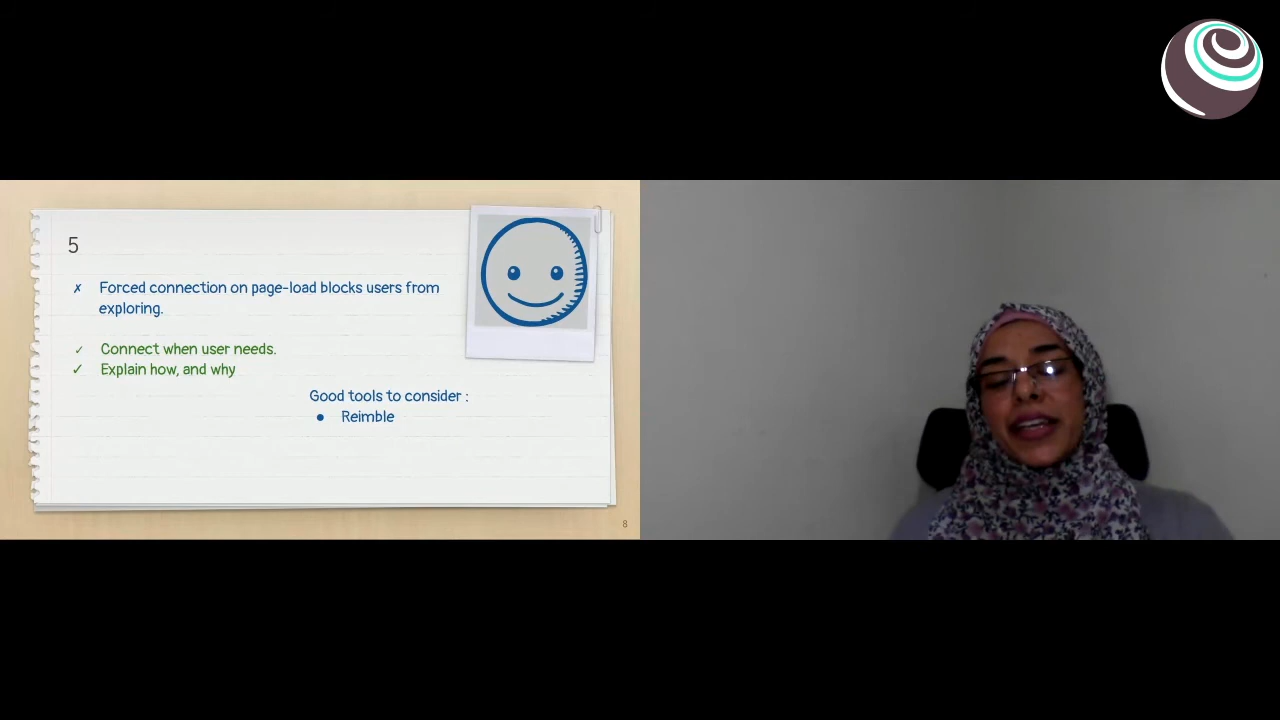 5
✗ Forced connection on page-load blocks users from
exploring.
✓ Connect when user needs.
✓ Explain how, and why
Good tools to consider :
● Reimble
8